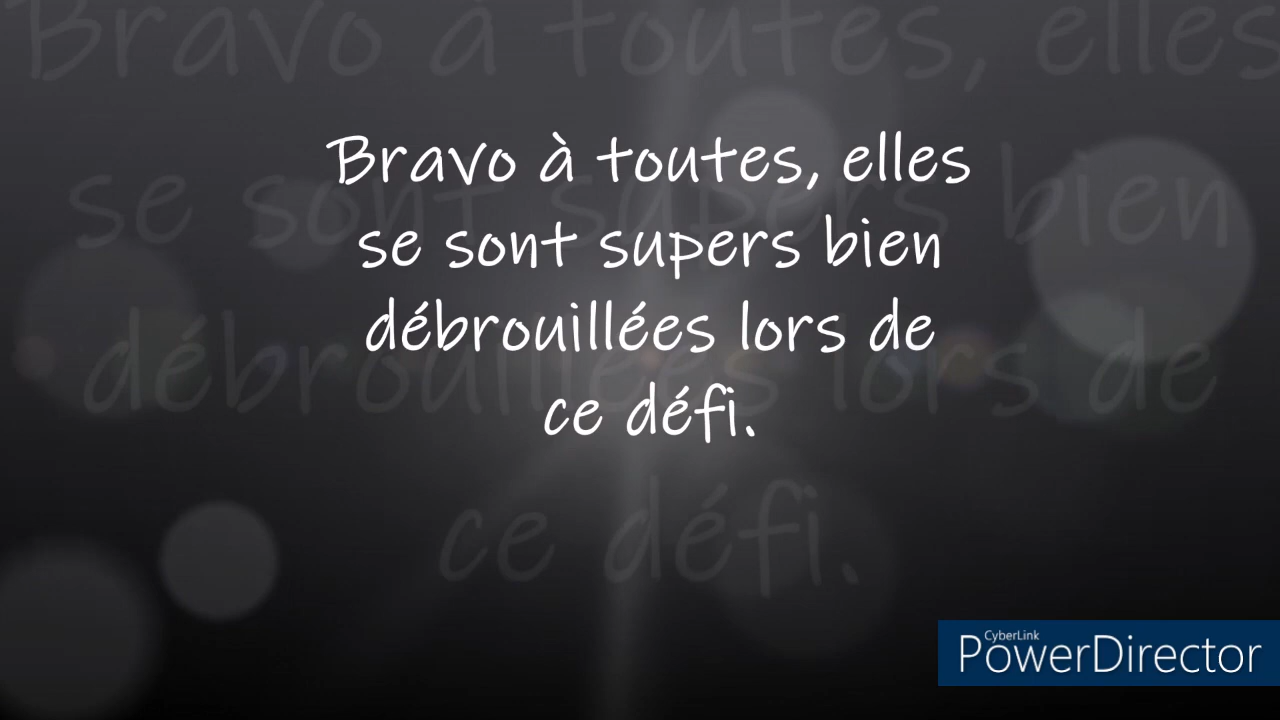 Bravo à toutes, elles
se sont supers bien
débrouillées lors de
ce défi.
CyberLink
PowerDirector